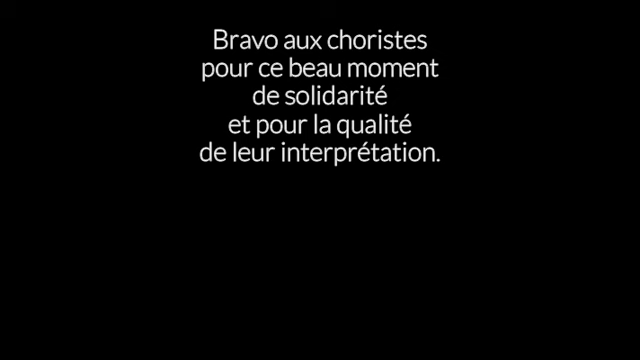 Bravo aux choristes
pour ce beau moment
de solidarité
et pour la qualité
de leur interprétation.